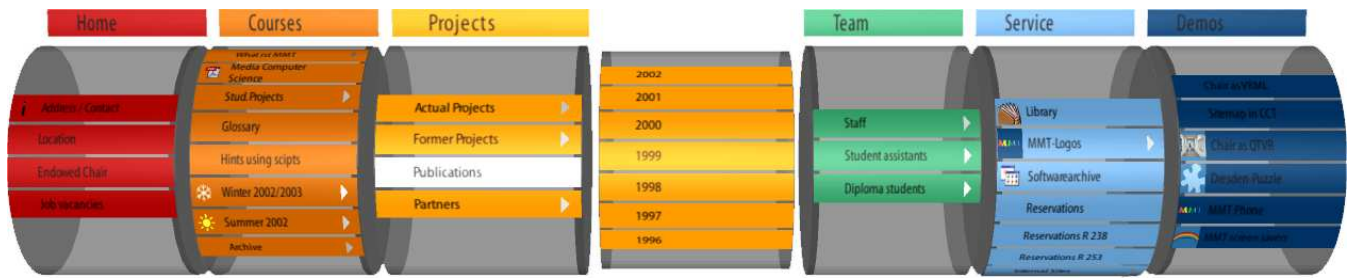 Home
Courses
Projects
Team
Service
Demos
What is MMT
Media Computer
Science
Stud.Projects
Glossary
Hints using scipts
Winter 2002/2003
Summer 2002
Archive
i Address / Contact
Location
Endowed Chair
Job vacancies
Actual Projects
Former Projects
Publications
Partners
2002
2001
2000
1999
1998
1997
1996
Staff
Student assistants
Diploma students
Library
MMT-Logos
Softwarearchive
Reservations
Reservations R 238
Reservations R 253
Chair as VRML
Sitemap in CCT
Chair as QTVR
Dresden-Puzzle
MMT Phone
MMT screen saver